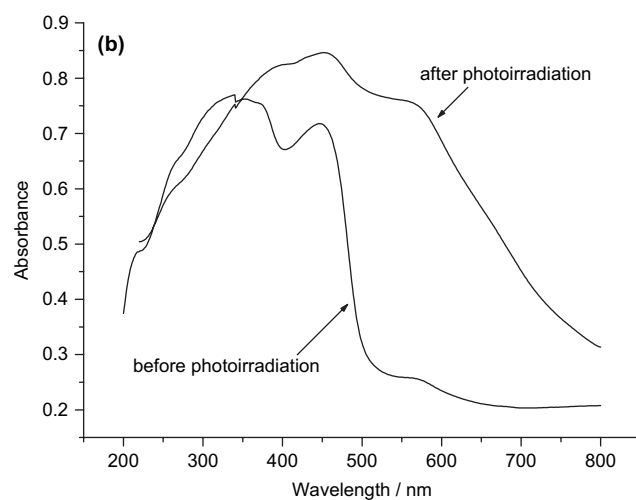 (b)
after photoirradiation
before photoirradiation
Absorbance
0.9
0.8
0.7
0.6
0.5
0.4
0.3
0.2
200 300 400 500 600 700 800
Wavelength / nm